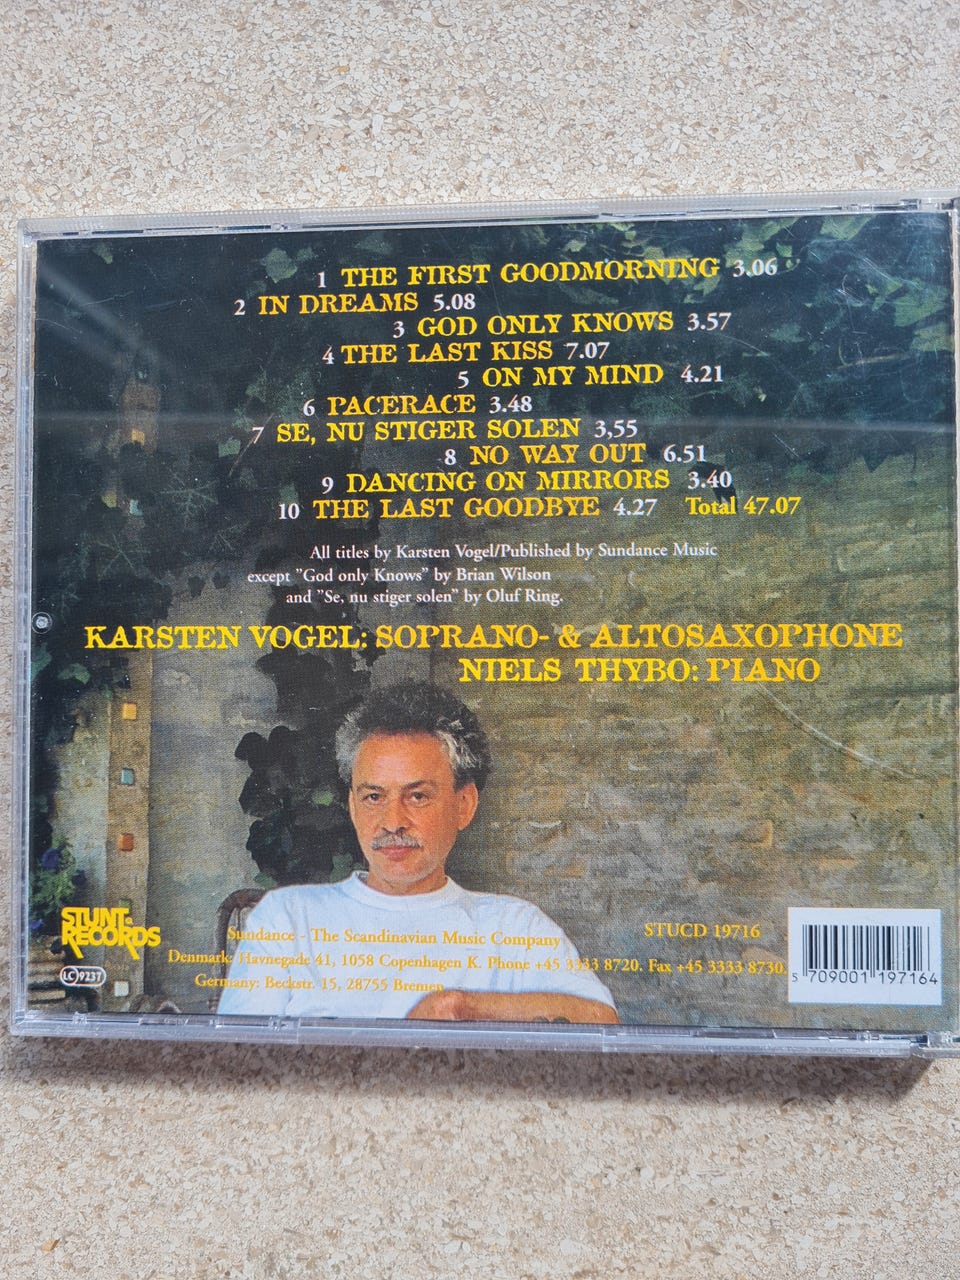 1 THE FIRST GOODMORNING 3.06
2 IN DREAMS 5.08
3 GOD ONLY KNOWS 3.57
4 THE LAST KISS 7.07
5 ON MY MIND 4.21
6 PACERACE 3.48
7 SE, NU STIGER SOLEN 3,55
8 NO WAY OUT 6.51
9 DANCING ON MIRRORS 3.40
10 THE LAST GOODBYE 4.27 Total 47.07
All titles by Karsten Vogel/Published by Sundance Music
except "God only Knows" by Brian Wilson
and "Se, nu stiger solen" by Oluf Ring.
KARSTEN VOGEL: SOPRANO- & ALTOSAXOPHONE
NIELS THYBO: PIANO
STUNT
RECORDS
LC 9237
Sundance - The Scandinavian Music Company
Denmark: Havnegade 41, 1058 Copenhagen K. Phone +45 3333 8720. Fax +45 3333 8730
Germany: Beckstr. 15, 28755 Bremen
STUCD 19716
5 709001 197164